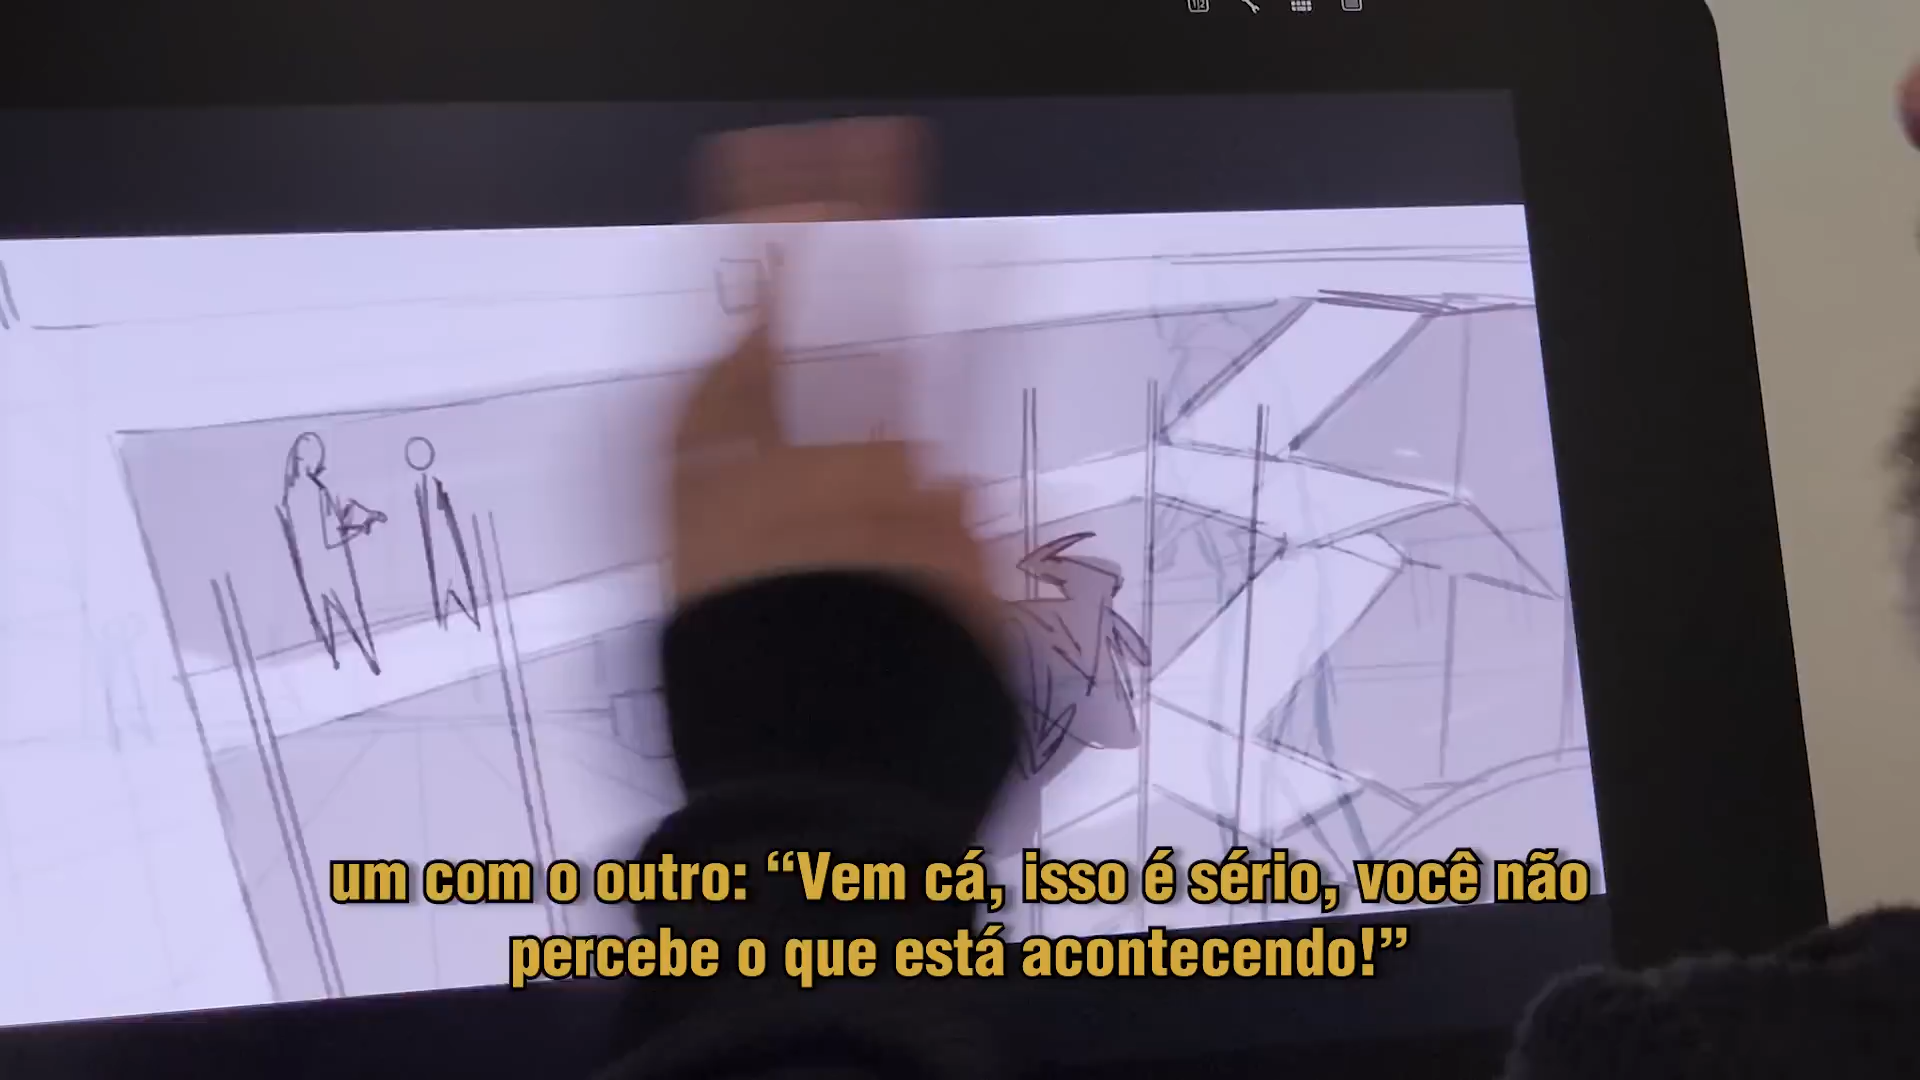 um com o outro: “Vem cá, isso é sério, você não
percebe o que está acontecendo!”